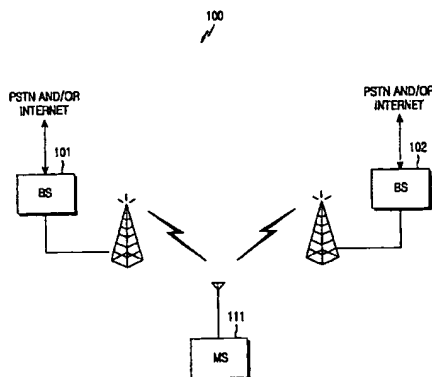 100
PSTN AND/OR
INTERNET
PSTN AND/OR
INTERNET
101
102
BS
BS
111
MS